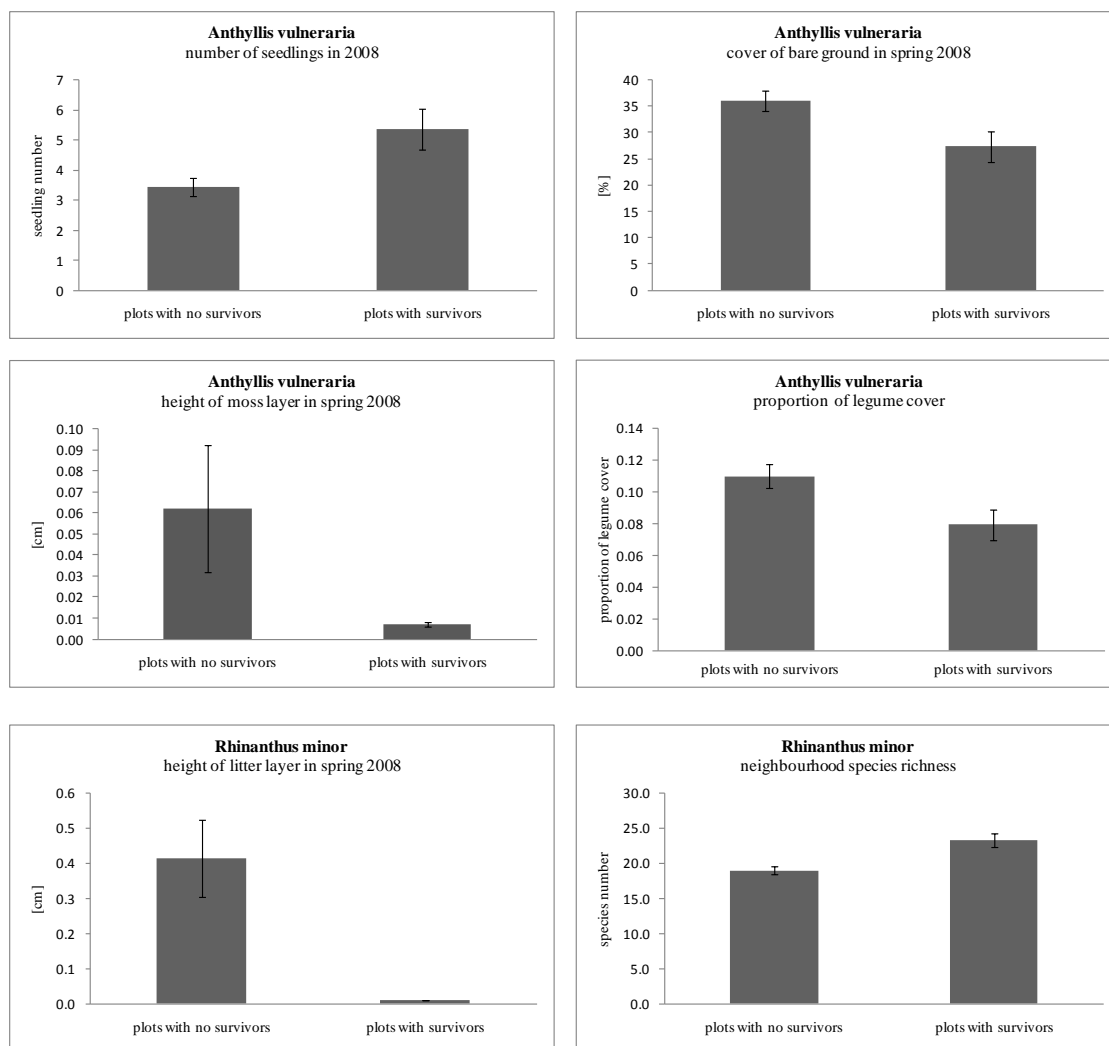 Anthyllis vulneraria
number of seedlings in 2008
7
6
5
4
3
2
1
0
seedling number
plots with no survivors
plots with survivors
Anthyllis vulneraria
cover of bare ground in spring 2008
40
35
30
25
20
15
10
5
0
[%]
plots with no survivors
plots with survivors
Anthyllis vulneraria
height of moss layer in spring 2008
0.10
0.09
0.08
0.07
0.06
0.05
0.04
0.03
0.02
0.01
0.00
[cm]
plots with no survivors
plots with survivors
Anthyllis vulneraria
proportion of legume cover
0.14
0.12
0.10
0.08
0.06
0.04
0.02
0.00
proportion of legume cover
plots with no survivors
plots with survivors
Rhinanthus minor
height of litter layer in spring 2008
0.6
0.5
0.4
0.3
0.2
0.1
0.0
[cm]
plots with no survivors
plots with survivors
Rhinanthus minor
neighbourhood species richness
30.0
25.0
20.0
15.0
10.0
5.0
0.0
species number
plots with no survivors
plots with survivors